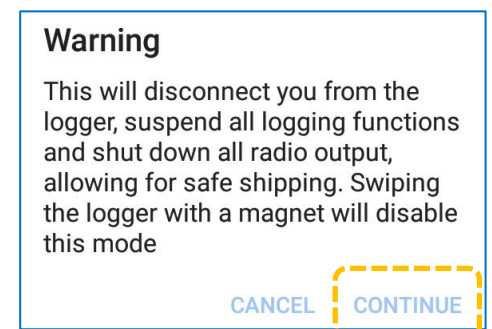 Warning
This will disconnect you from the
logger, suspend all logging functions
and shut down all radio output,
allowing for safe shipping. Swiping
the logger with a magnet will disable
this mode
CANCEL CONTINUE